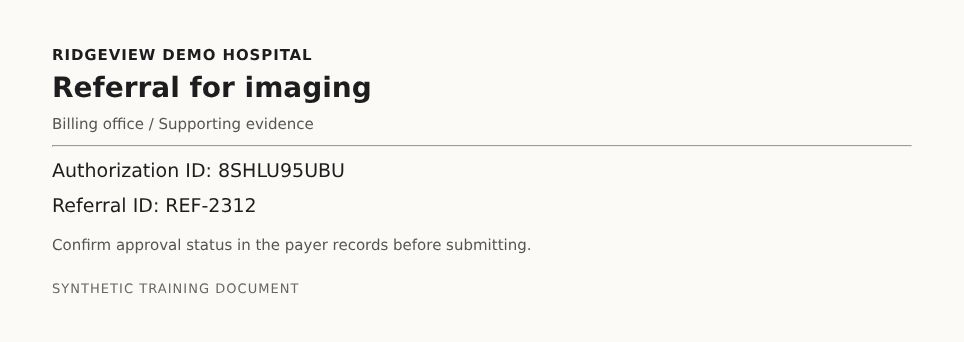 RIDGEVIEW DEMO HOSPITAL
Referral for imaging
Billing office / Supporting evidence
Authorization ID: 8SHLU95UBU
Referral ID: REF-2312
Confirm approval status in the payer records before submitting.
SYNTHETIC TRAINING DOCUMENT